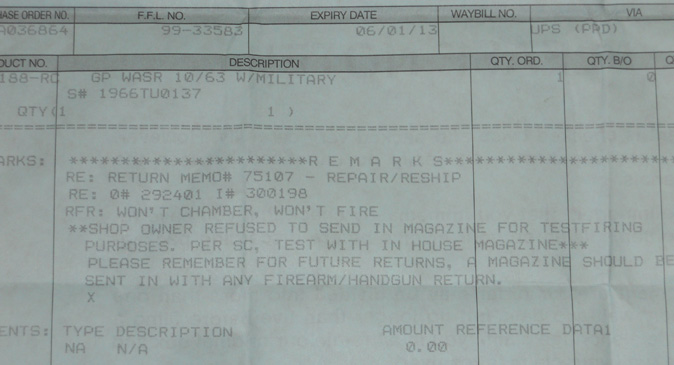 HASE ORDER NO. F.F.L. NO. EXPIRY DATE WAYBILL NO. VIA
A036864 99-33583 06/01/13 UPS (PPD)
DUCT NO. DESCRIPTION QTY. ORD. QTY. B/O Q
188-RC GP WASR 10/63 W/MILITARY 1 0
S# 1966TU0137
QTY(1 1 )
ARKS: ************************R E M A R K S************************
RE: RETURN MEMO# 75107 - REPAIR/RESHIP
RE: O# 292401 I# 300198
RFR: WON'T CHAMBER, WON'T FIRE
**SHOP OWNER REFUSED TO SEND IN MAGAZINE FOR TESTFIRING
PURPOSES. PER SC, TEST WITH IN HOUSE MAGAZINE***
PLEASE REMEMBER FOR FUTURE RETURNS, A MAGAZINE SHOULD BE
SENT IN WITH ANY FIREARM/HANDGUN RETURN.
X
ENTS: TYPE DESCRIPTION AMOUNT REFERENCE DATA1
NA N/A 0.00